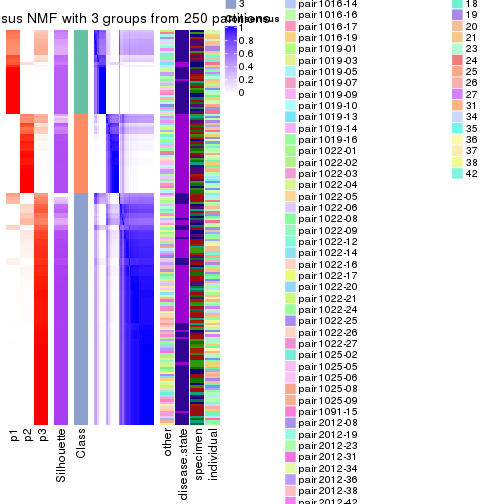 sus NMF with 3 groups from 250 partitions
Consensus
1
0.8
0.6
0.4
0.2
0
p1
p2
p3
Silhouette
Class
other
disease.state
specimen
individual
3
pair1016-14
pair1016-16
pair1016-17
pair1019-01
pair1019-03
pair1019-05
pair1019-07
pair1019-09
pair1019-10
pair1019-13
pair1019-14
pair1019-16
pair1022-01
pair1022-02
pair1022-03
pair1022-04
pair1022-05
pair1022-06
pair1022-08
pair1022-09
pair1022-12
pair1022-14
pair1022-16
pair1022-17
pair1022-20
pair1022-21
pair1022-24
pair1022-25
pair1022-26
pair1022-27
pair1025-02
pair1025-05
pair1025-06
pair1025-08
pair1025-09
pair1091-15
pair2012-08
pair2012-19
pair2012-23
pair2012-31
pair2012-34
pair2012-36
pair2012-38
pair2012-42
18
19
20
21
23
24
25
26
27
31
34
35
36
37
38
42